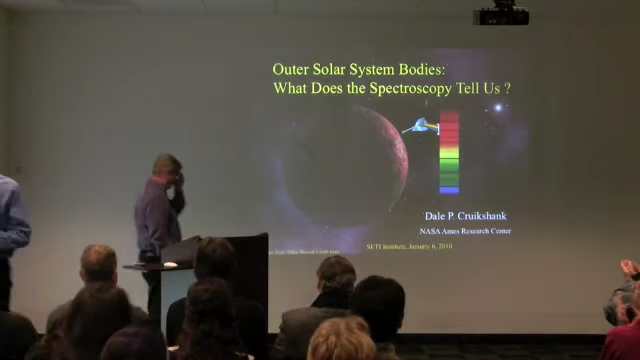 Outer Solar System Bodies:
What Does the Spectroscopy Tell Us ?
Dale P. Cruikshank
NASA Ames Research Center
SETI Institute, January 6, 2010